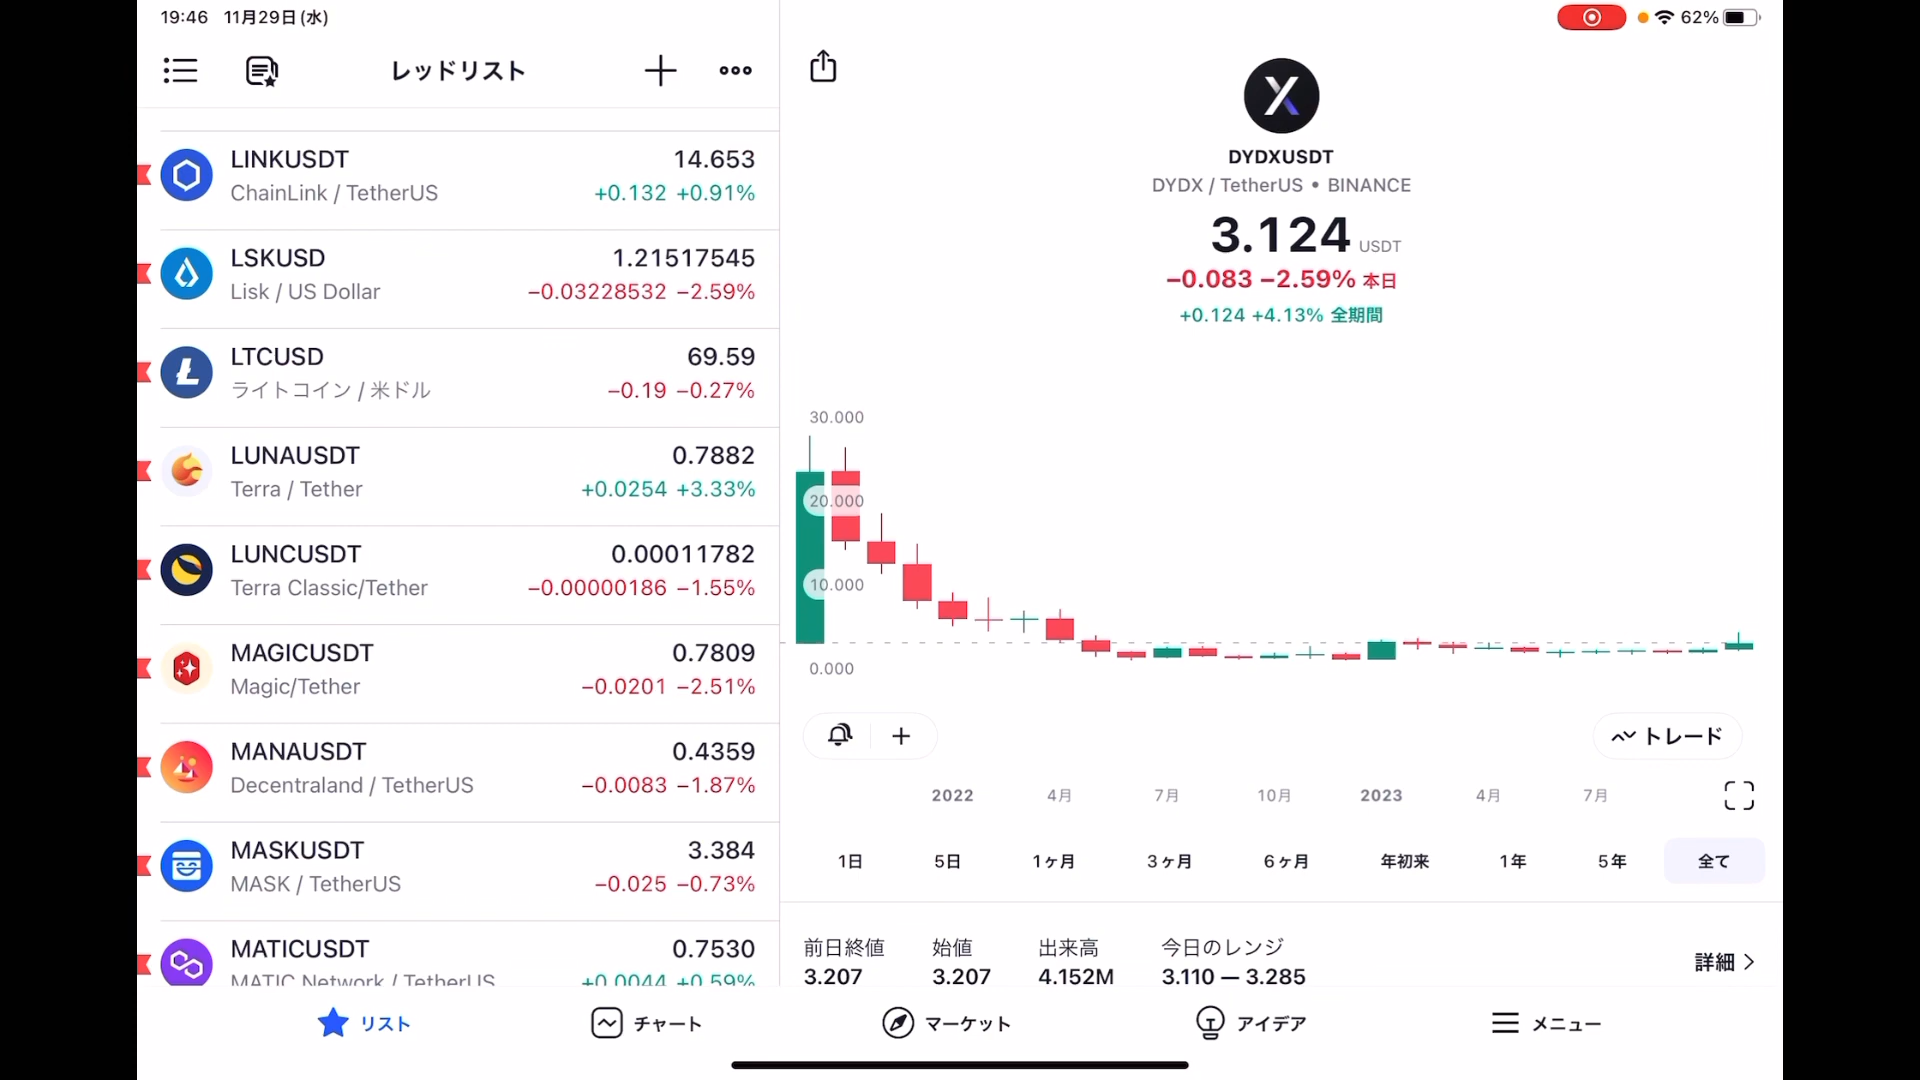 19:46 11月29日(水)
62%
レッドリスト
LINKUSDT 14.653
ChainLink / TetherUS +0.132 +0.91%
LSKUSD 1.21517545
Lisk / US Dollar −0.03228532 −2.59%
LTCUSD 69.59
ライトコイン / 米ドル −0.19 −0.27%
LUNAUSDT 0.7882
Terra / Tether +0.0254 +3.33%
LUNCUSDT 0.00011782
Terra Classic/Tether −0.00000186 −1.55%
MAGICUSDT 0.7809
Magic/Tether −0.0201 −2.51%
MANAUSDT 0.4359
Decentraland / TetherUS −0.0083 −1.87%
MASKUSDT 3.384
MASK / TetherUS −0.025 −0.73%
MATICUSDT 0.7530
MATIC Network / TetherUS +0.0044 +0.59%
DYDXUSDT
DYDX / TetherUS • BINANCE
3.124 USDT
−0.083 −2.59% 本日
+0.124 +4.13% 全期間
30.000
20.000
10.000
0.000
トレード
2022 4月 7月 10月 2023 4月 7月
1日 5日 1ヶ月 3ヶ月 6ヶ月 年初来 1年 5年 全て
前日終値 始値 出来高 今日のレンジ
3.207 3.207 4.152M 3.110 — 3.285
詳細
リスト チャート マーケット アイデア メニュー